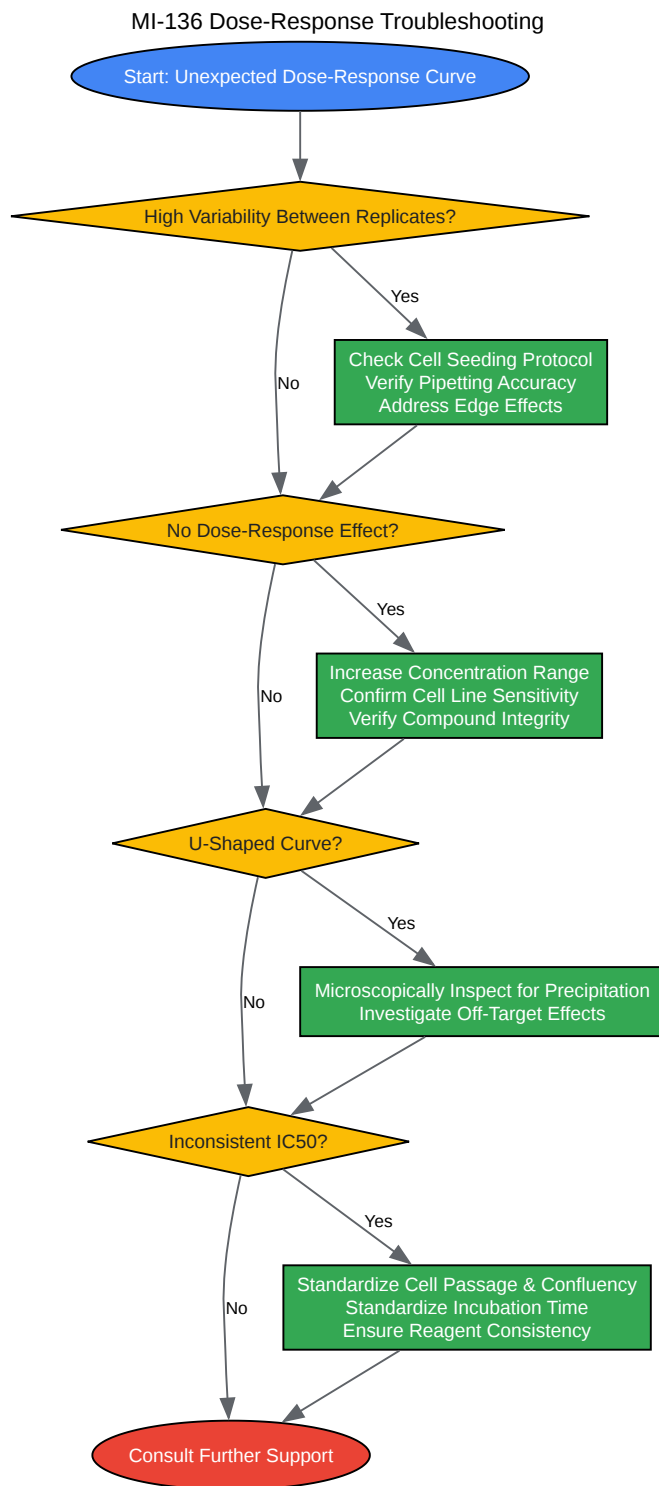 MI-136 Dose-Response Troubleshooting
Start: Unexpected Dose-Response Curve
High Variability Between Replicates?
Yes
Check Cell Seeding Protocol
Verify Pipetting Accuracy
Address Edge Effects
No
No Dose-Response Effect?
Yes
Increase Concentration Range
Confirm Cell Line Sensitivity
Verify Compound Integrity
No
U-Shaped Curve?
Yes
Microscopically Inspect for Precipitation
Investigate Off-Target Effects
No
Inconsistent IC50?
Yes
Standardize Cell Passage & Confluency
Standardize Incubation Time
Ensure Reagent Consistency
No
Consult Further Support